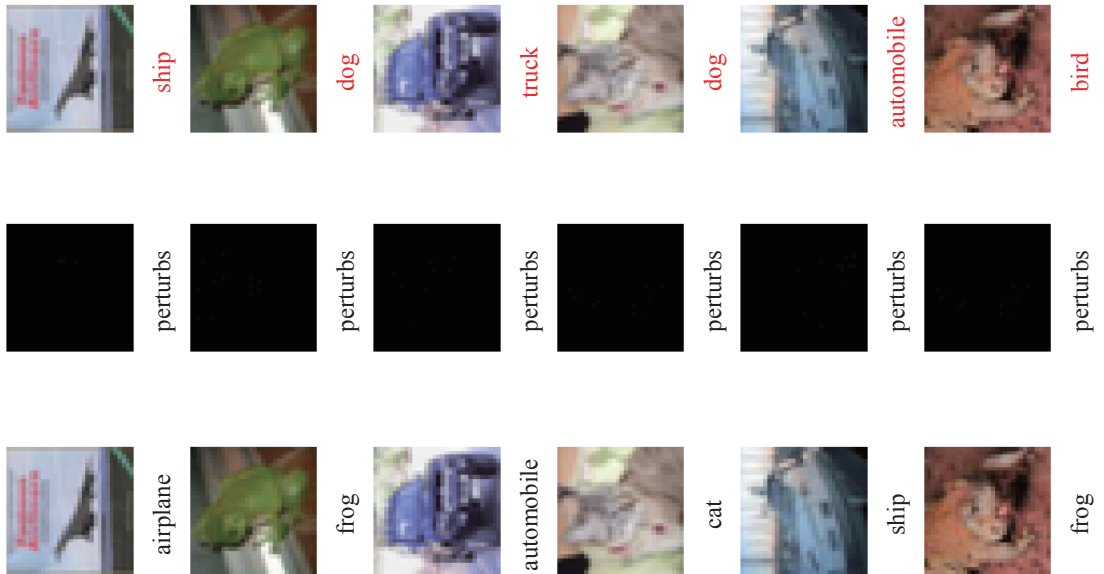 ship
dog
truck
dog
automobile
bird
perturbs
perturbs
perturbs
perturbs
perturbs
perturbs
airplane
frog
automobile
cat
ship
frog